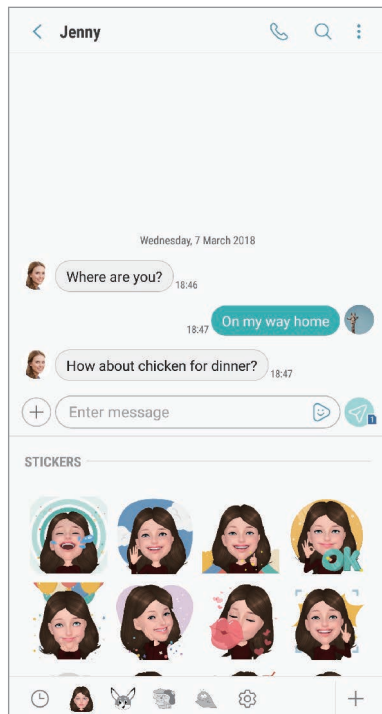 Jenny
Wednesday, 7 March 2018
Where are you?
18:46
18:47
On my way home
How about chicken for dinner?
18:47
Enter message
1
STICKERS
OK